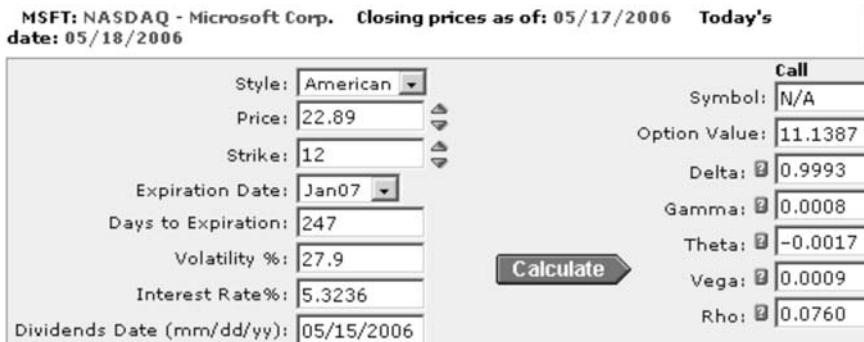 MSFT: NASDAQ - Microsoft Corp. Closing prices as of: 05/17/2006 Today's
date: 05/18/2006
Call
Style: American
Symbol: N/A
Price: 22.89
Option Value: 11.1387
Strike: 12
Delta: ? 0.9993
Expiration Date: Jan07
Gamma: ? 0.0008
Days to Expiration: 247
Theta: ? -0.0017
Volatility %: 27.9
Calculate
Vega: ? 0.0009
Interest Rate%: 5.3236
Rho: ? 0.0760
Dividends Date (mm/dd/yy): 05/15/2006